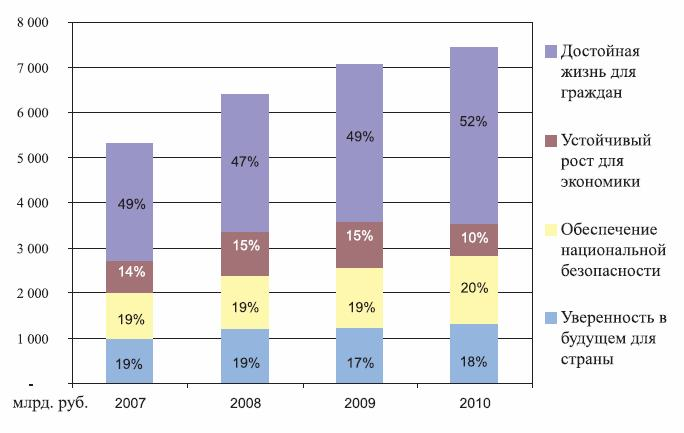 8 000
7 000
6 000
5 000
4 000
3 000
2 000
1 000
-
49%
14%
19%
19%
47%
15%
19%
19%
49%
15%
19%
17%
52%
10%
20%
18%
млрд. руб. 2007 2008 2009 2010
Достойная
жизнь для
граждан
Устойчивый
рост для
экономики
Обеспечение
национальной
безопасности
Уверенность в
будущем для
страны